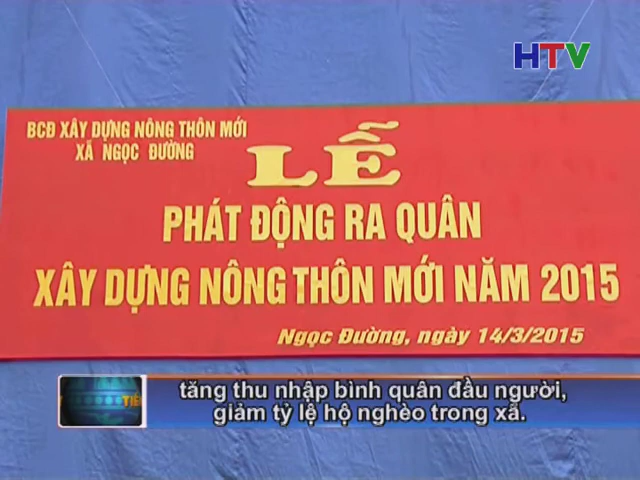 HTV
BCĐ XÂY DỰNG NÔNG THÔN MỚI
XÃ NGỌC ĐƯỜNG
LỄ
PHÁT ĐỘNG RA QUÂN
XÂY DỰNG NÔNG THÔN MỚI NĂM 2015
Ngọc Đường, ngày 14/3/2015
tăng thu nhập bình quân đầu người,
giảm tỷ lệ hộ nghèo trong xã.